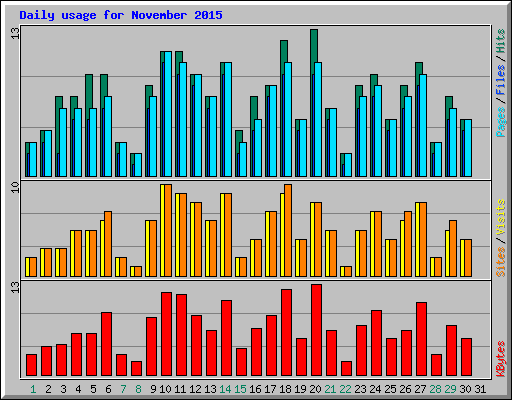 Daily usage for November 2015
13
Pages / Files / Hits
10
Sites / Visits
13
KBytes
1 2 3 4 5 6 7 8 9 10 11 12 13 14 15 16 17 18 19 20 21 22 23 24 25 26 27 28 29 30 31